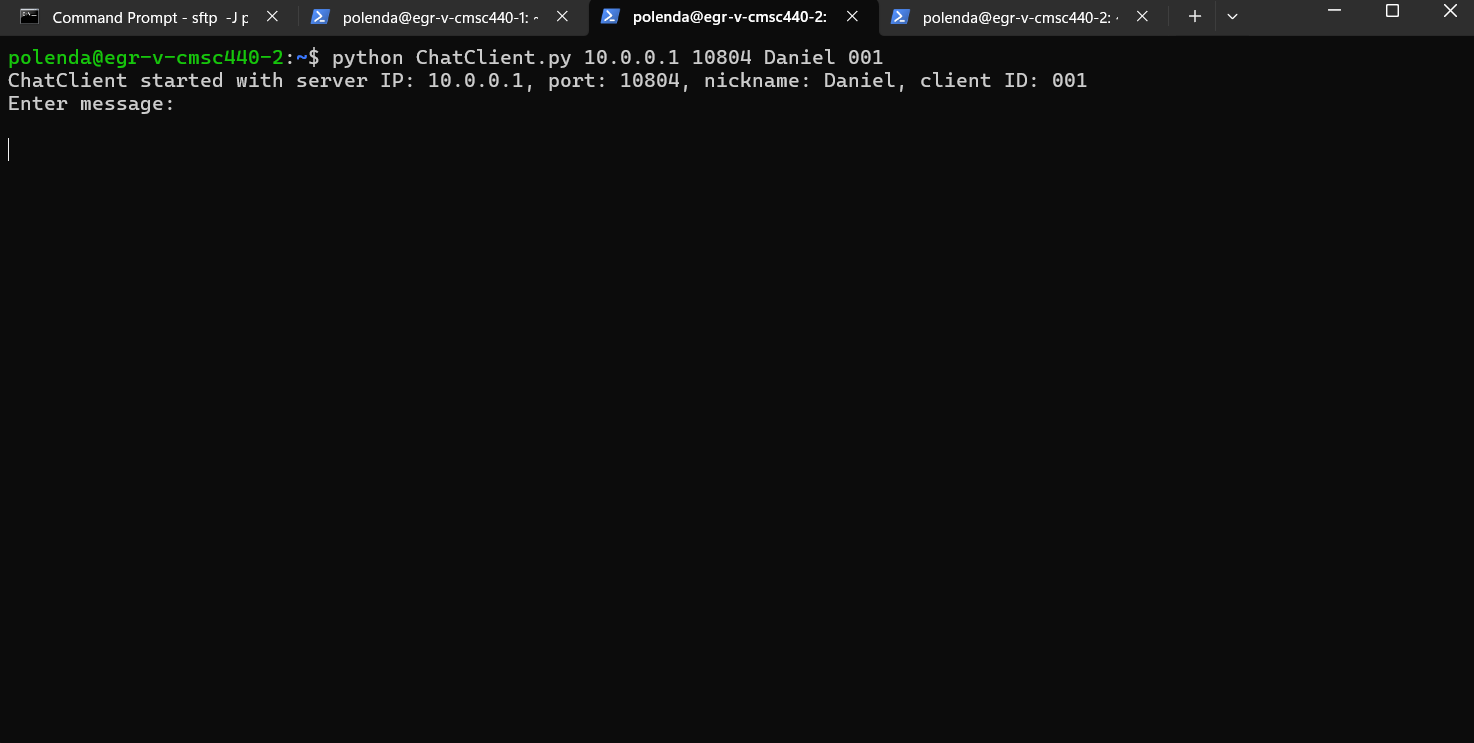 Command Prompt - sftp -J p
polenda@egr-v-cmsc440-1: ~
polenda@egr-v-cmsc440-2:
polenda@egr-v-cmsc440-2: ~
polenda@egr-v-cmsc440-2:~$ python ChatClient.py 10.0.0.1 10804 Daniel 001
ChatClient started with server IP: 10.0.0.1, port: 10804, nickname: Daniel, client ID: 001
Enter message: